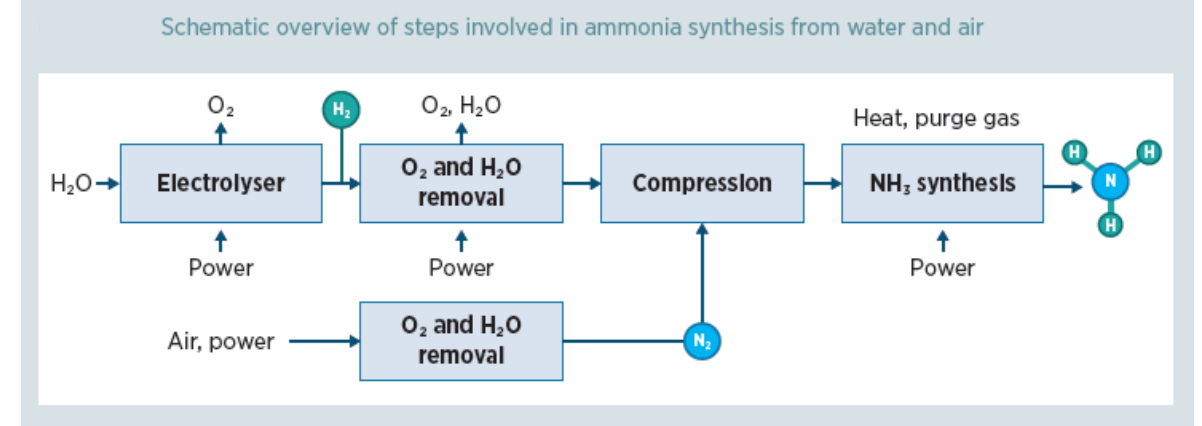 Schematic overview of steps involved in ammonia synthesis from water and air
O₂
H₂
O₂, H₂O
Heat, purge gas
H₂O
Electrolyser
O₂ and H₂O
removal
Compression
NH₃ synthesis
H
H
N
H
Power
Power
Power
Air, power
O₂ and H₂O
removal
N₂